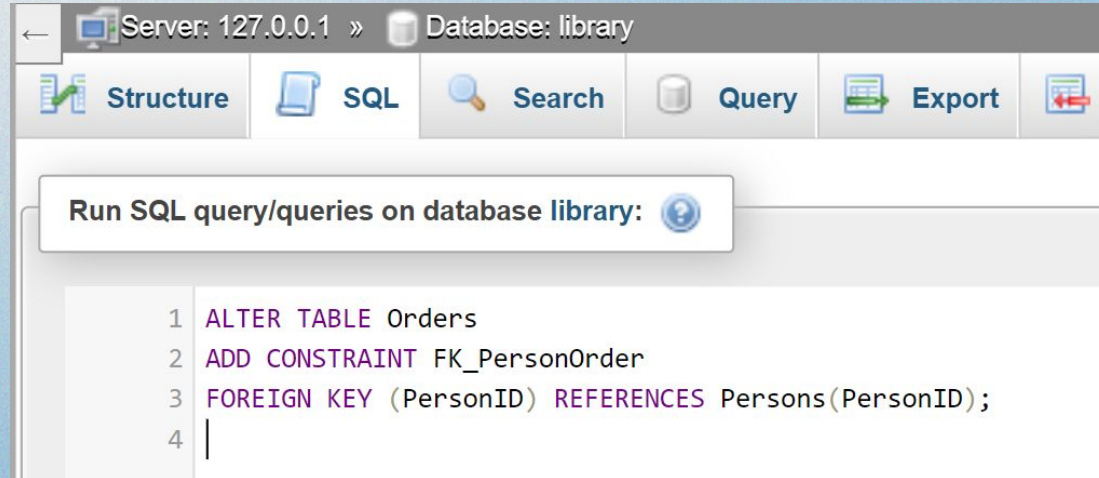 ← Server: 127.0.0.1 » Database: library
Structure SQL Search Query Export
Run SQL query/queries on database library:
1 ALTER TABLE Orders
2 ADD CONSTRAINT FK_PersonOrder
3 FOREIGN KEY (PersonID) REFERENCES Persons(PersonID);
4